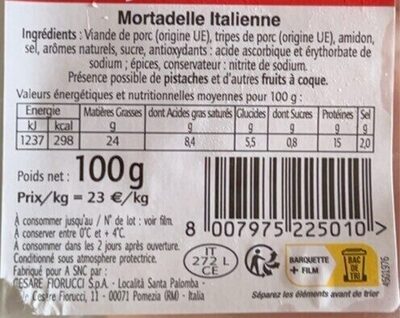 Mortadelle Italienne
Ingrédients : Viande de porc (origine UE), tripes de porc (origine UE), amidon,
sel, arômes naturels, sucre, antioxydants : acide ascorbique et érythorbate de
sodium ; épices, conservateur : nitrite de sodium.
Présence possible de pistaches et d'autres fruits à coque.
Valeurs énergétiques et nutritionnelles moyennes pour 100 g :
Energie Matières Grasses dont Acides gras saturés Glucides dont Sucres Protéines Sel
kJ kcal g g g g g g
1237 298 24 8,4 5,5 0,8 15 2,0
Poids net : 100 g
Prix/kg = 23 €/kg
A consommer jusqu'au / N° de lot : voir film.
A conserver entre 0°C et + 4°C.
A consommer dans les 2 jours après ouverture.
Conditionné sous atmosphère protectrice.
Fabriqué pour A SNC par :
CESARE FIORUCCI S.p.A. - Località Santa Palomba -
Cesare Fiorucci, 11 - 00071 Pomezia (RM) - Italia
8 007975 225010 >
IT
272 L
CE
BARQUETTE
+ FILM
BAC
DE
TRI
Séparez les éléments avant de trier
4501976